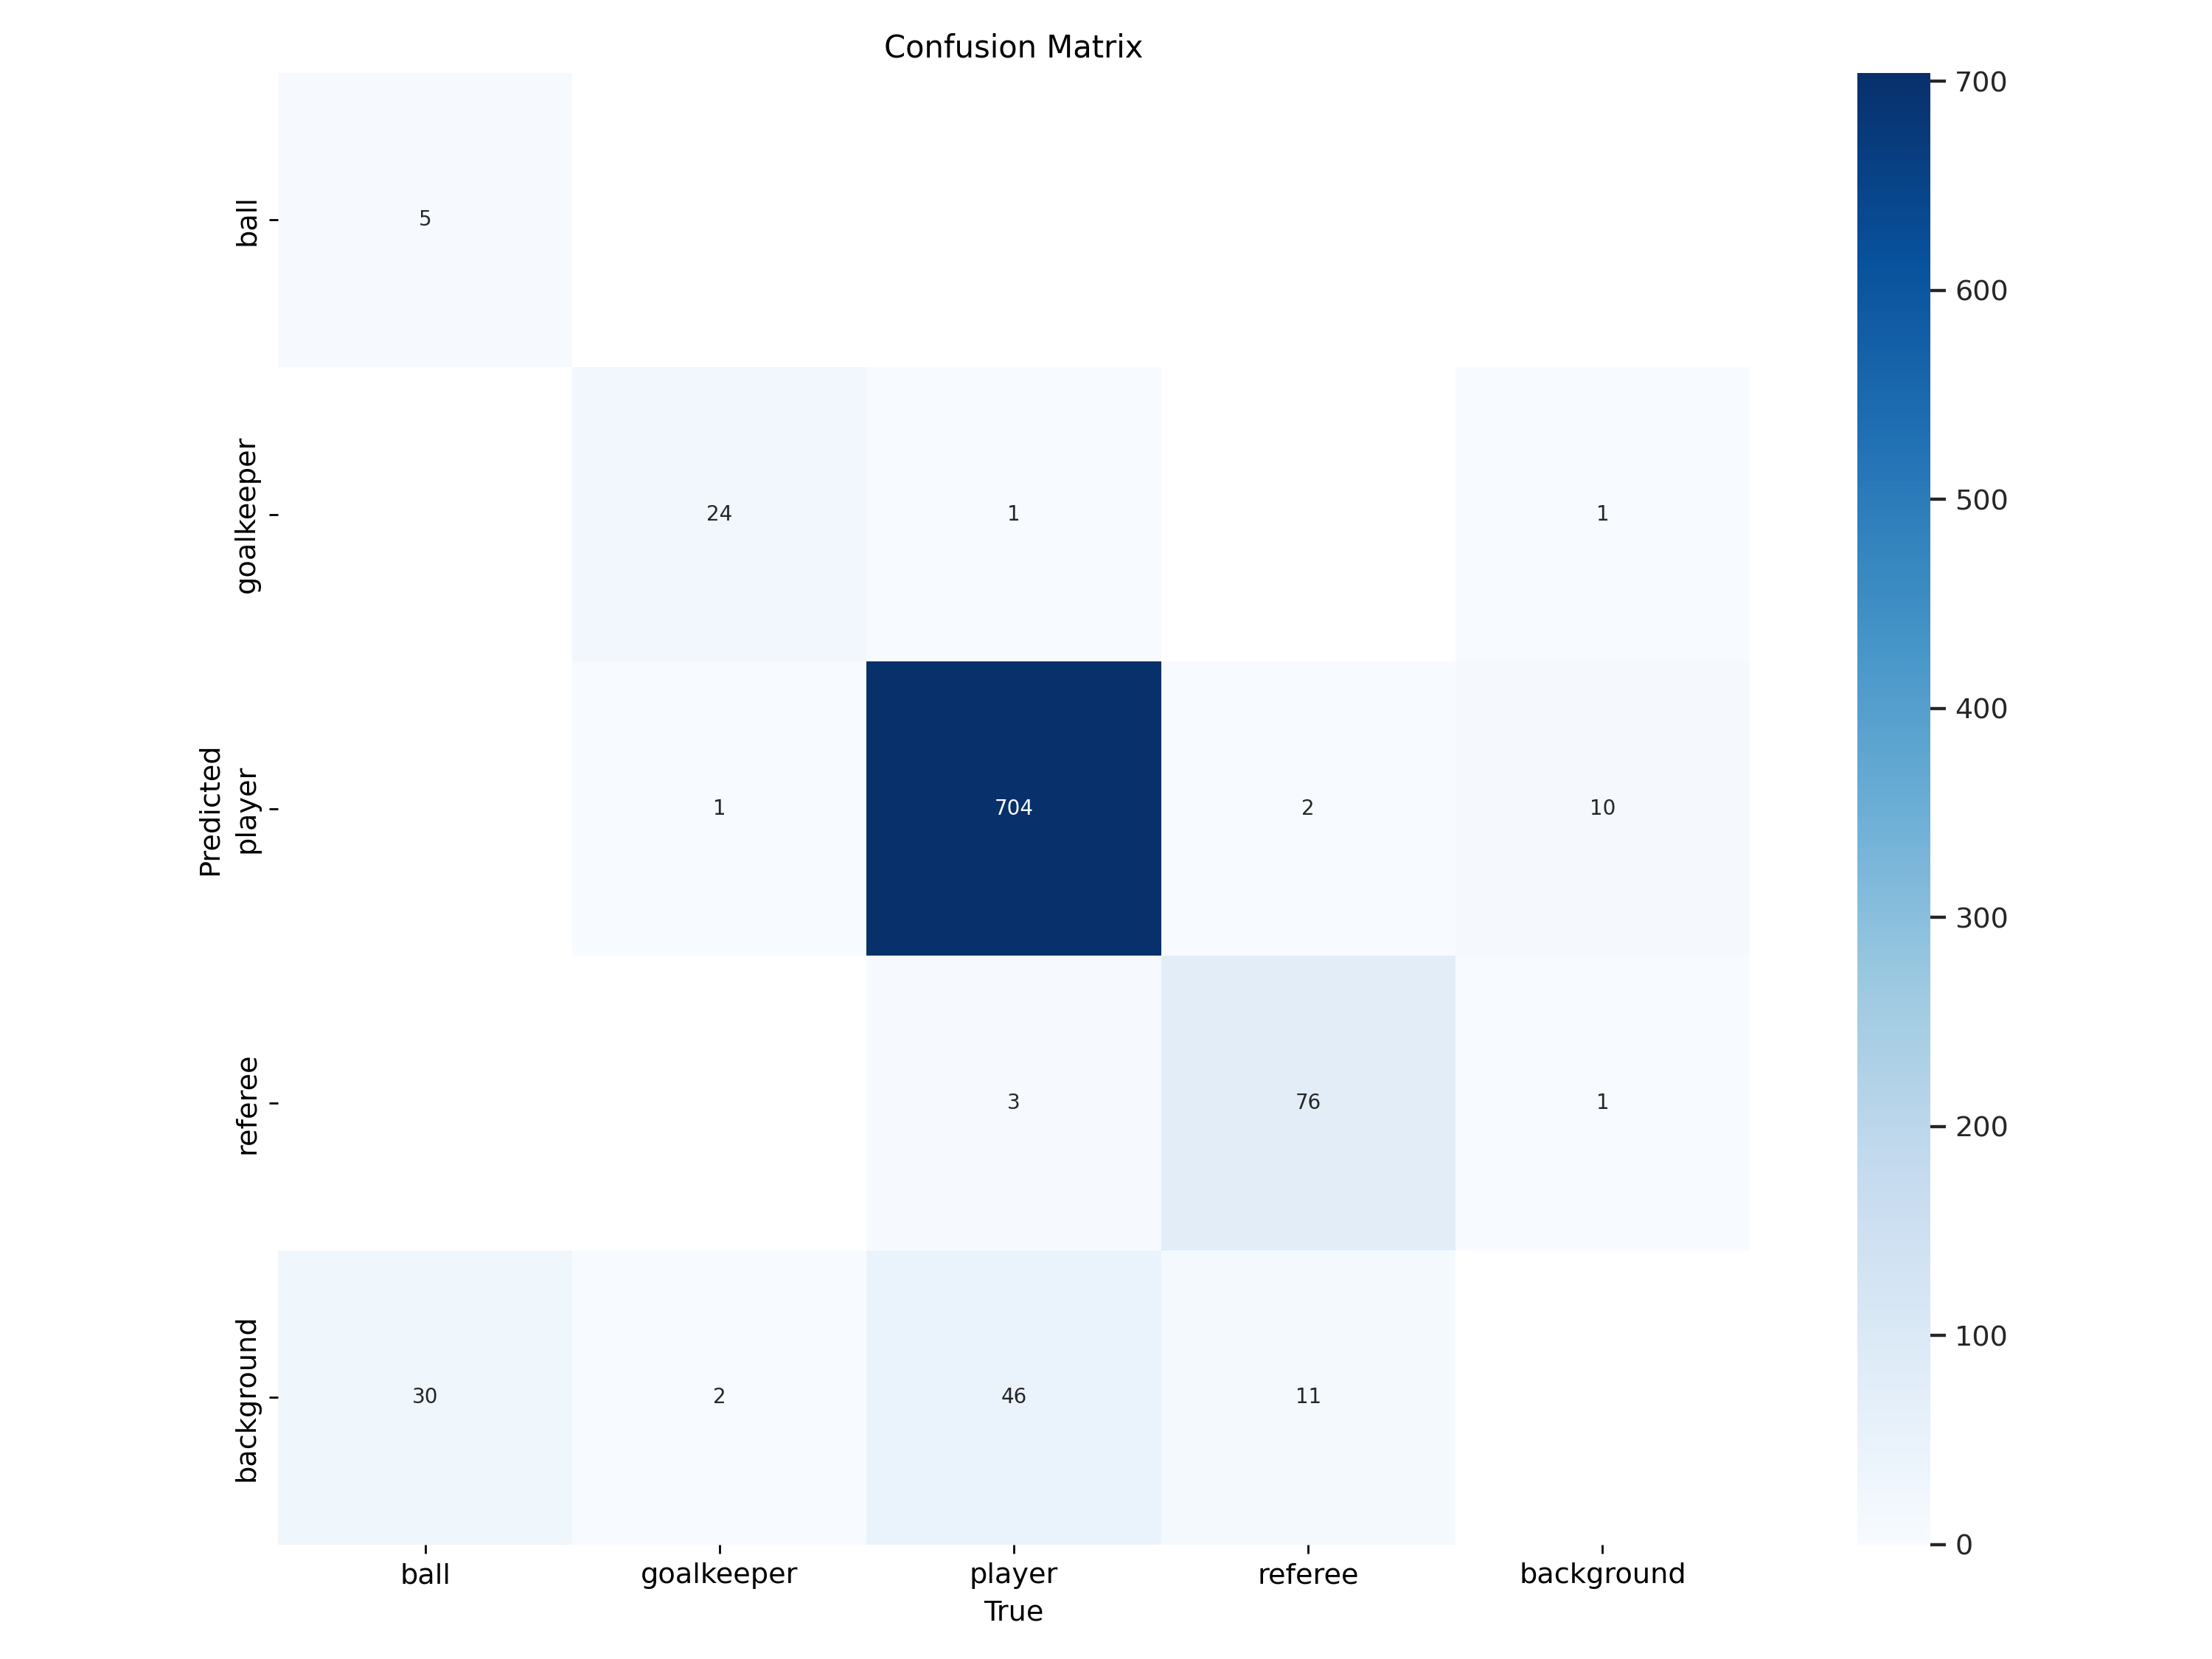 Confusion Matrix
700
600
500
400
300
200
100
0
Predicted
ball
goalkeeper
player
referee
background
5
24 1 1
1 704 2 10
3 76 1
30 2 46 11
ball goalkeeper player referee background
True